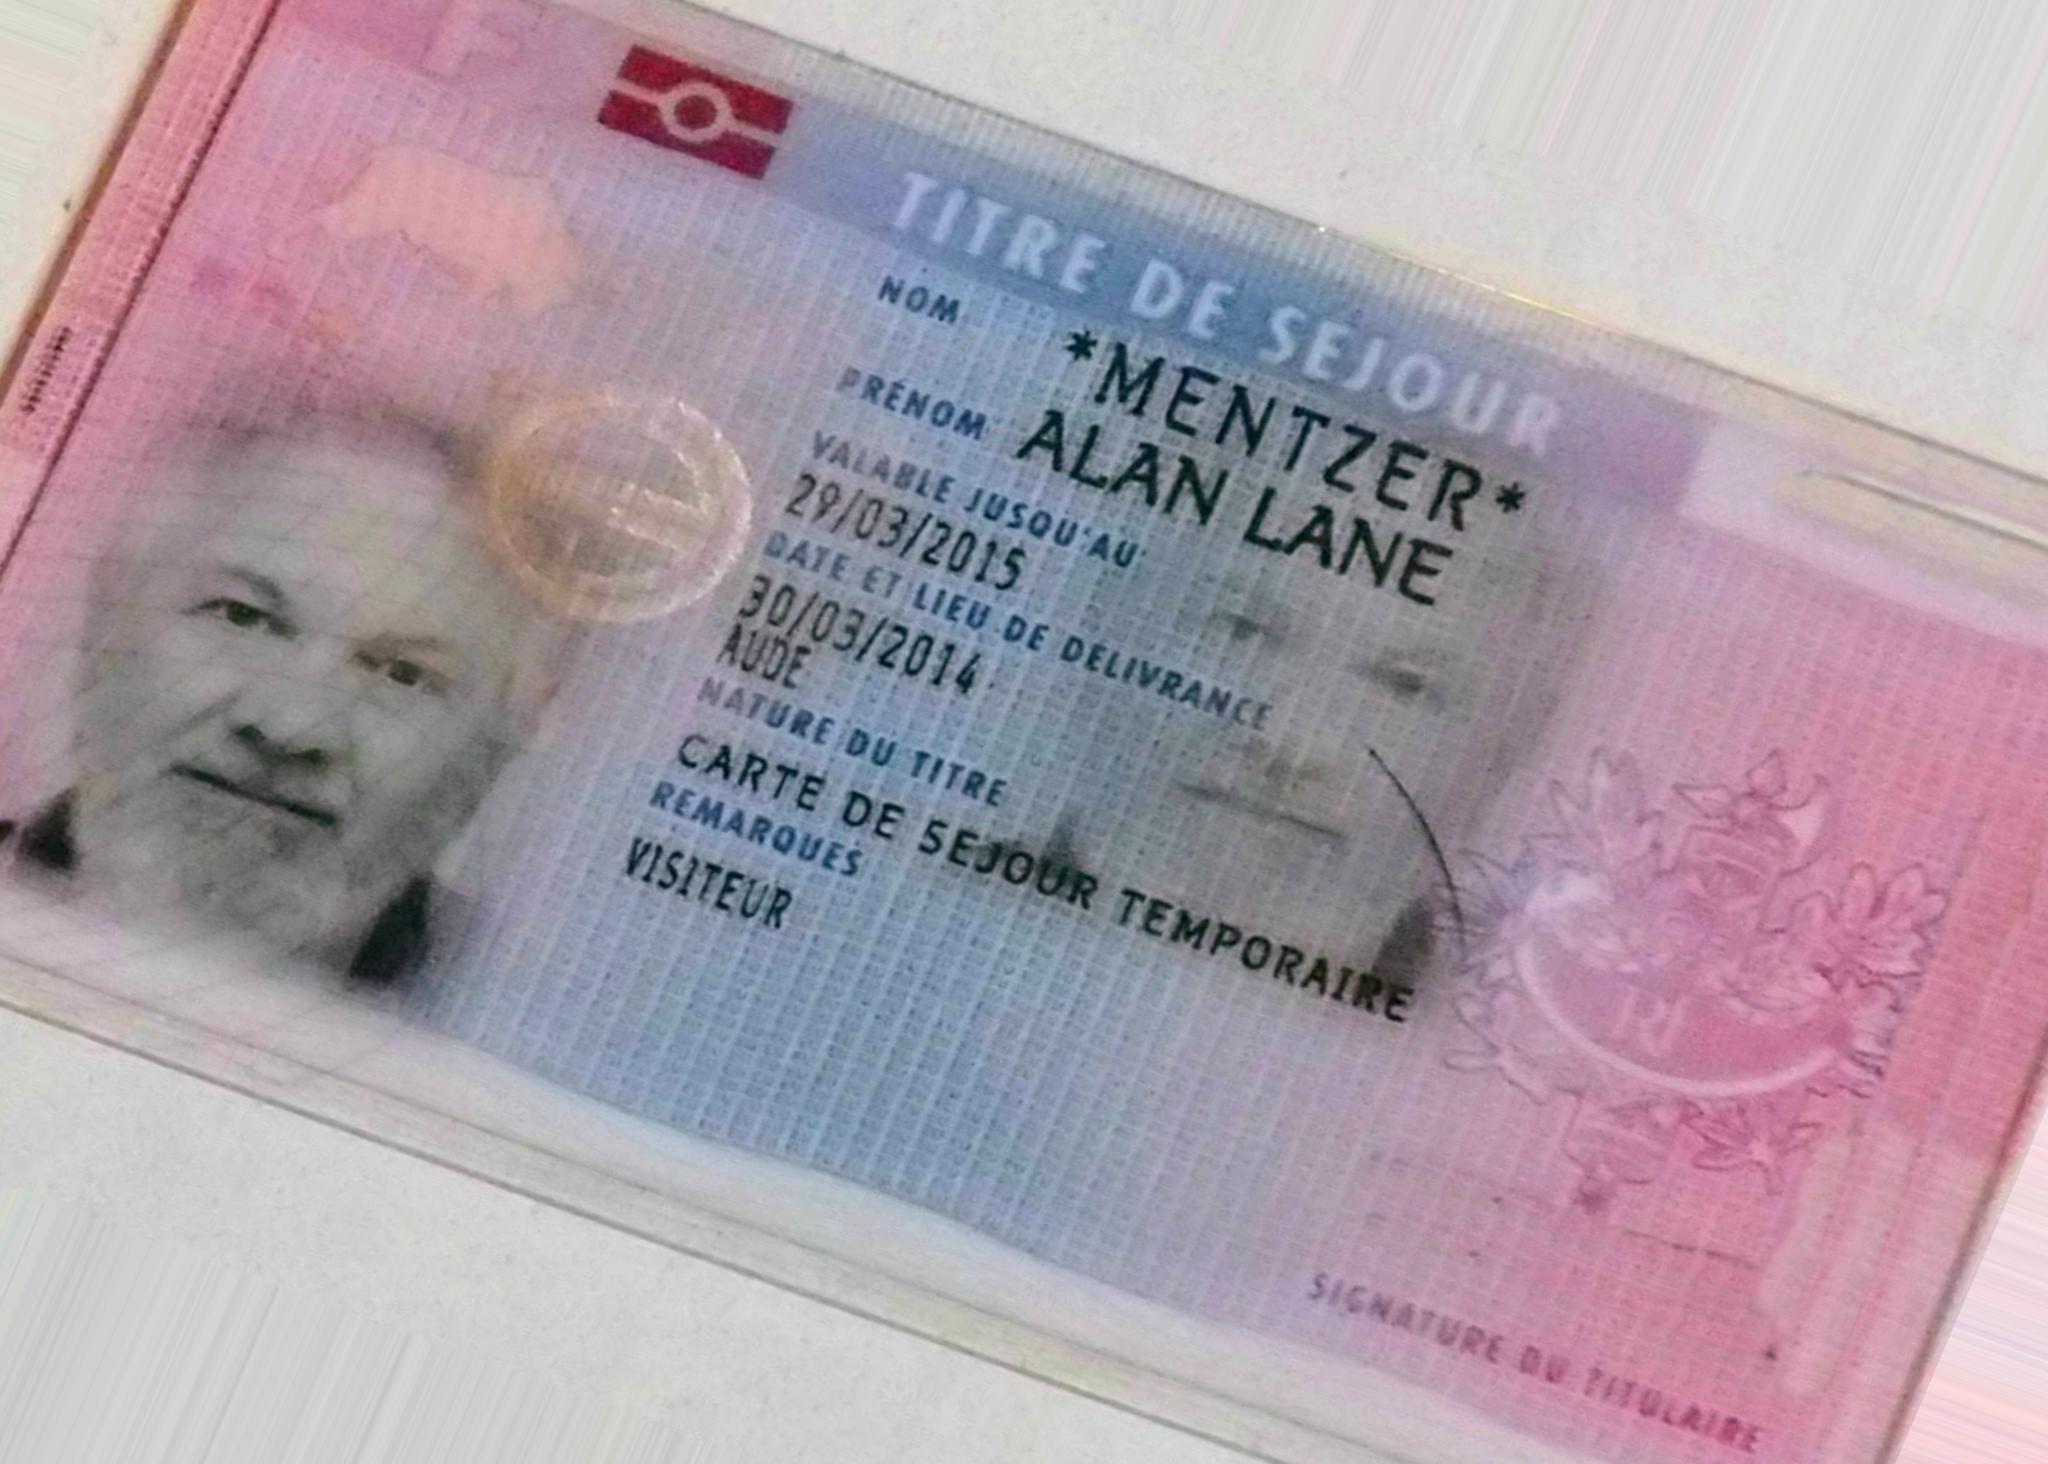 TITRE DE SEJOUR
NOM *MENTZER*
PRÉNOM ALAN LANE
VALABLE JUSQU'AU
29/03/2015
DATE ET LIEU DE DELIVRANCE
30/03/2014
AUDE
NATURE DU TITRE
CARTE DE SEJOUR TEMPORAIRE
REMARQUES
VISITEUR
RF
SIGNATURE DU TITULAIRE